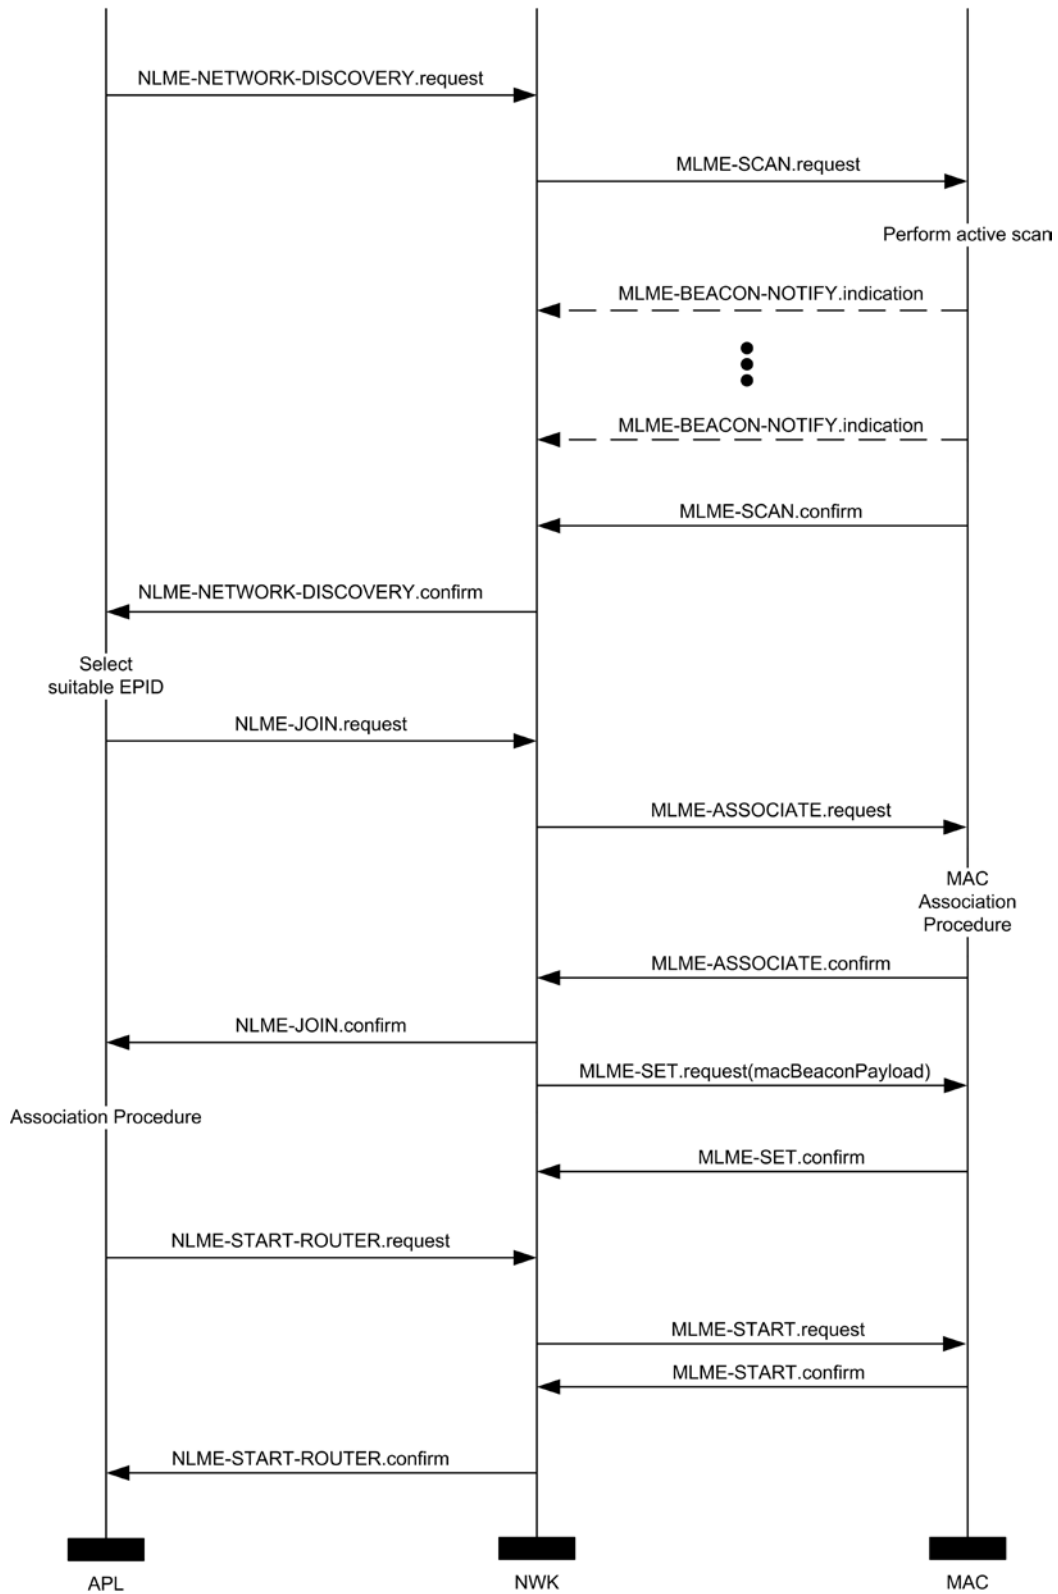 NLME-NETWORK-DISCOVERY.request
MLME-SCAN.request
Perform active scan
MLME-BEACON-NOTIFY.indication
MLME-BEACON-NOTIFY.indication
MLME-SCAN.confirm
NLME-NETWORK-DISCOVERY.confirm
Select
suitable EPID
NLME-JOIN.request
MLME-ASSOCIATE.request
MAC
Association
Procedure
MLME-ASSOCIATE.confirm
NLME-JOIN.confirm
MLME-SET.request(macBeaconPayload)
Association Procedure
MLME-SET.confirm
NLME-START-ROUTER.request
MLME-START.request
MLME-START.confirm
NLME-START-ROUTER.confirm
APL
NWK
MAC